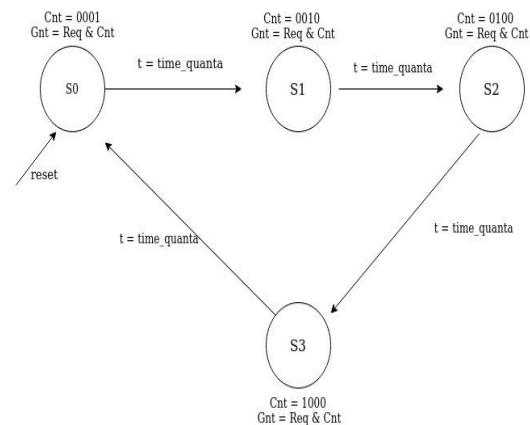 Cnt = 0001
Gnt = Req & Cnt
S0
t = time_quanta
Cnt = 0010
Gnt = Req & Cnt
S1
t = time_quanta
Cnt = 0100
Gnt = Req & Cnt
S2
reset
t = time_quanta
t = time_quanta
S3
Cnt = 1000
Gnt = Req & Cnt